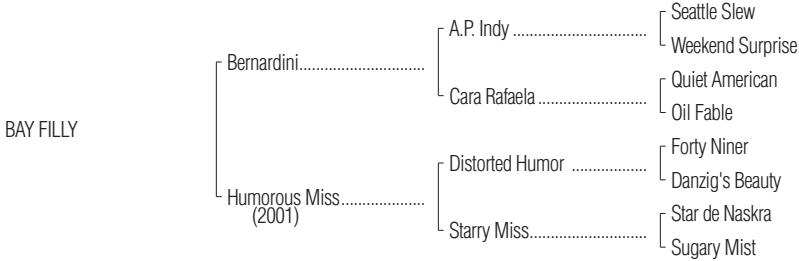 Seattle Slew
A.P. Indy ................................
Weekend Surprise
Bernardini..............................
Quiet American
Cara Rafaela ..........................
Oil Fable
BAY FILLY
Forty Niner
Distorted Humor ..................
Danzig's Beauty
Humorous Miss....................
(2001)
Star de Naskra
Starry Miss............................
Sugary Mist